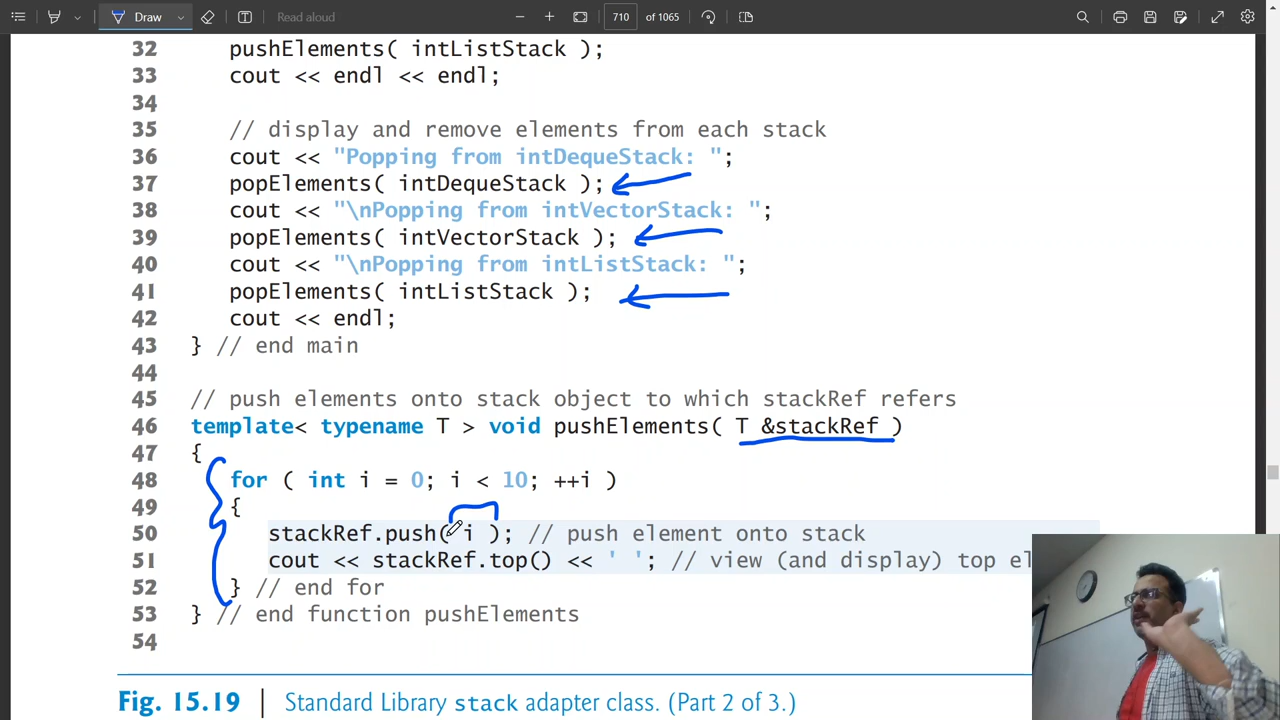 Draw
Read aloud
710 of 1065
32 pushElements( intListStack );
33 cout << endl << endl;
34
35 // display and remove elements from each stack
36 cout << "Popping from intDequeStack: ";
37 popElements( intDequeStack );
38 cout << "\nPopping from intVectorStack: ";
39 popElements( intVectorStack );
40 cout << "\nPopping from intListStack: ";
41 popElements( intListStack );
42 cout << endl;
43 } // end main
44
45 // push elements onto stack object to which stackRef refers
46 template< typename T > void pushElements( T &stackRef )
47 {
48 for ( int i = 0; i < 10; ++i )
49 {
50 stackRef.push( i ); // push element onto stack
51 cout << stackRef.top() << ' '; // view (and display) top el
52 } // end for
53 } // end function pushElements
54
Fig. 15.19 | Standard Library stack adapter class. (Part 2 of 3.)